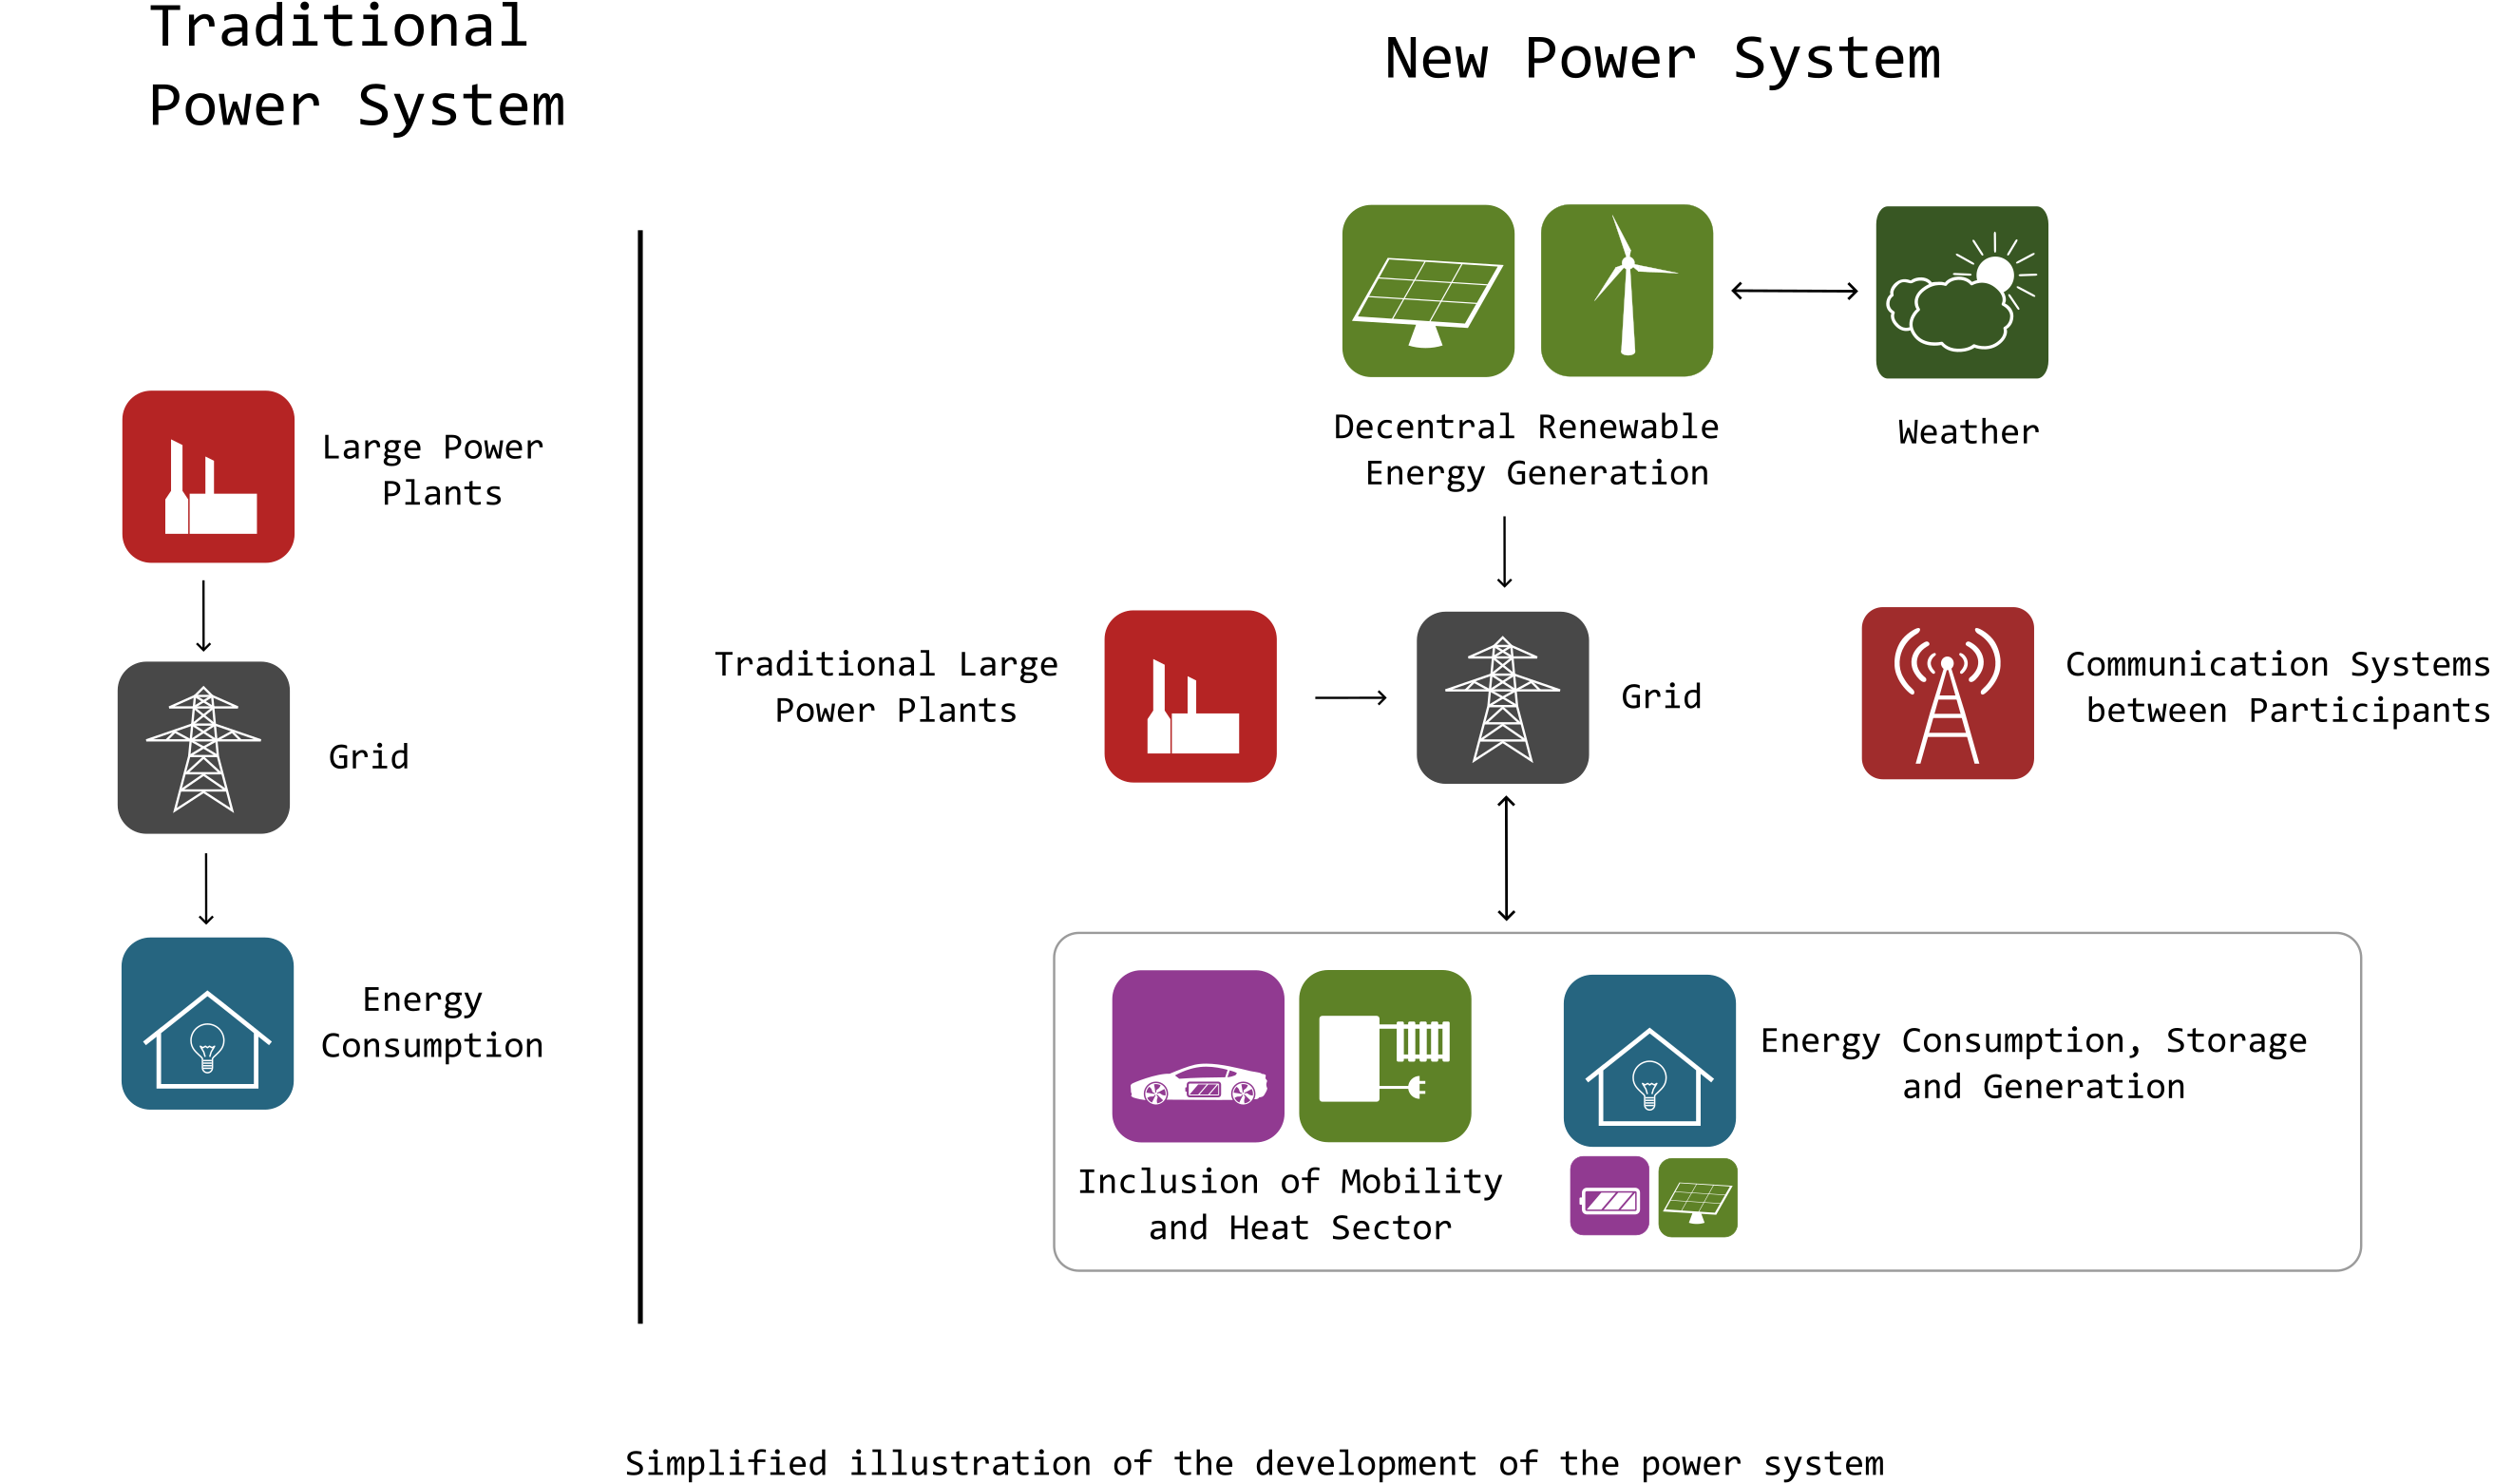 Traditional
Power System
Large Power
Plants
Grid
Energy
Consumption
New Power System
Decentral Renewable
Energy Generation
Weather
Traditional Large
Power Plants
Grid
Communication Systems
between Participants
Inclusion of Mobility
and Heat Sector
Energy Consumption, Storage
and Generation
Simplified illustration of the development of the power system